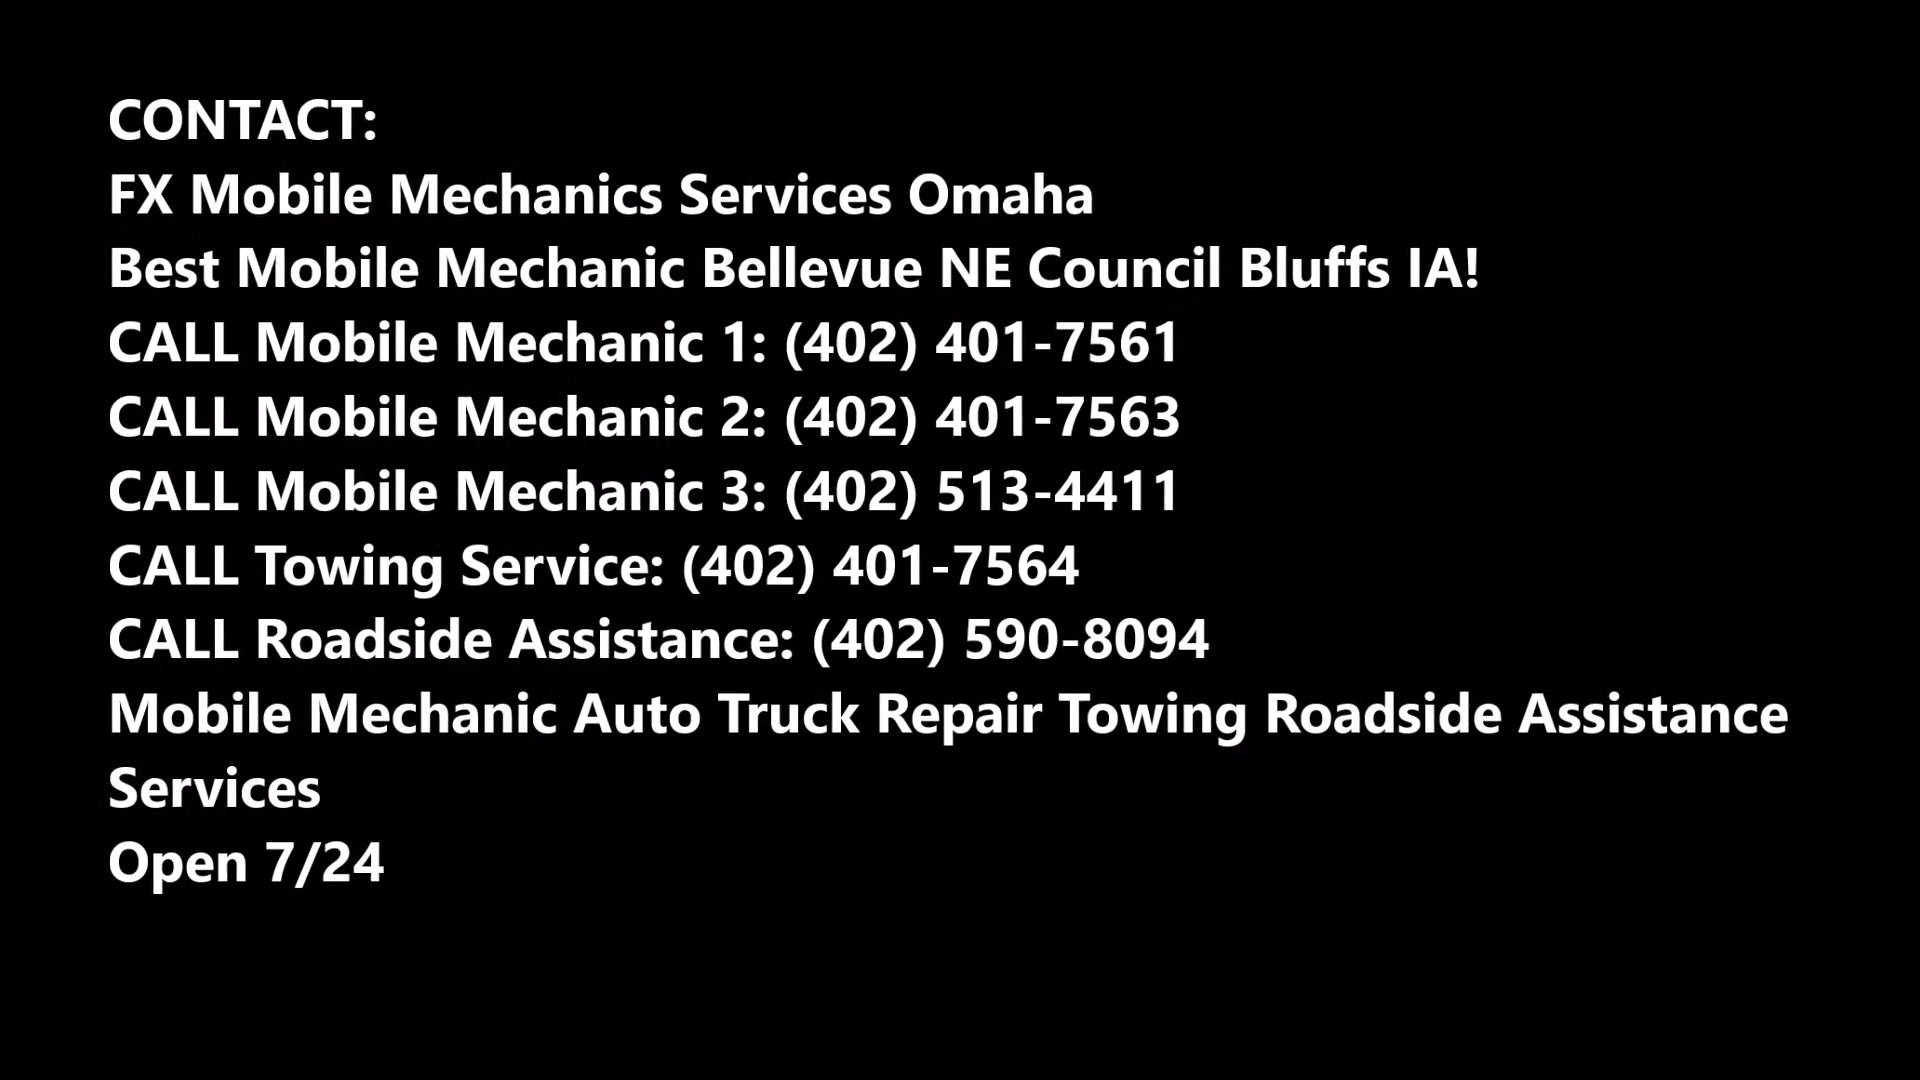 CONTACT:
FX Mobile Mechanics Services Omaha
Best Mobile Mechanic Bellevue NE Council Bluffs IA!
CALL Mobile Mechanic 1: (402) 401-7561
CALL Mobile Mechanic 2: (402) 401-7563
CALL Mobile Mechanic 3: (402) 513-4411
CALL Towing Service: (402) 401-7564
CALL Roadside Assistance: (402) 590-8094
Mobile Mechanic Auto Truck Repair Towing Roadside Assistance
Services
Open 7/24